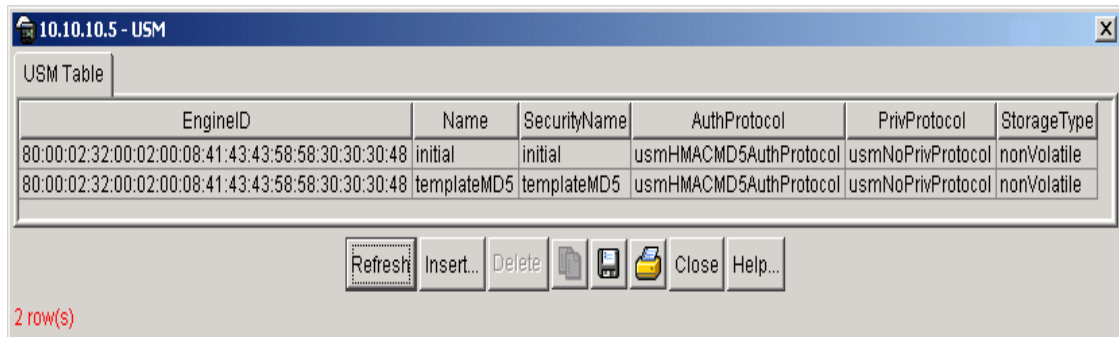 10.10.10.5 - USM
USM Table
EngineID Name SecurityName AuthProtocol PrivProtocol StorageType
80:00:02:32:00:02:00:08:41:43:43:58:58:30:30:30:48 initial initial usmHMACMD5AuthProtocol usmNoPrivProtocol nonVolatile
80:00:02:32:00:02:00:08:41:43:43:58:58:30:30:30:48 templateMD5 templateMD5 usmHMACMD5AuthProtocol usmNoPrivProtocol nonVolatile
Refresh Insert... Delete Close Help...
2 row(s)